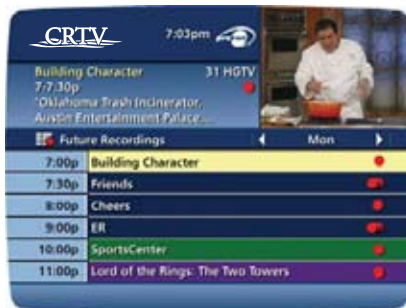 CRTV
7:03pm
Building Character 31 HGTV
7-7:30p
"Oklahoma Trash Incinerator,
Austin Entertainment Palace...
Future Recordings Mon
7:00p Building Character
7:30p Friends
8:00p Cheers
9:00p ER
10:00p SportsCenter
11:00p Lord of the Rings: The Two Towers